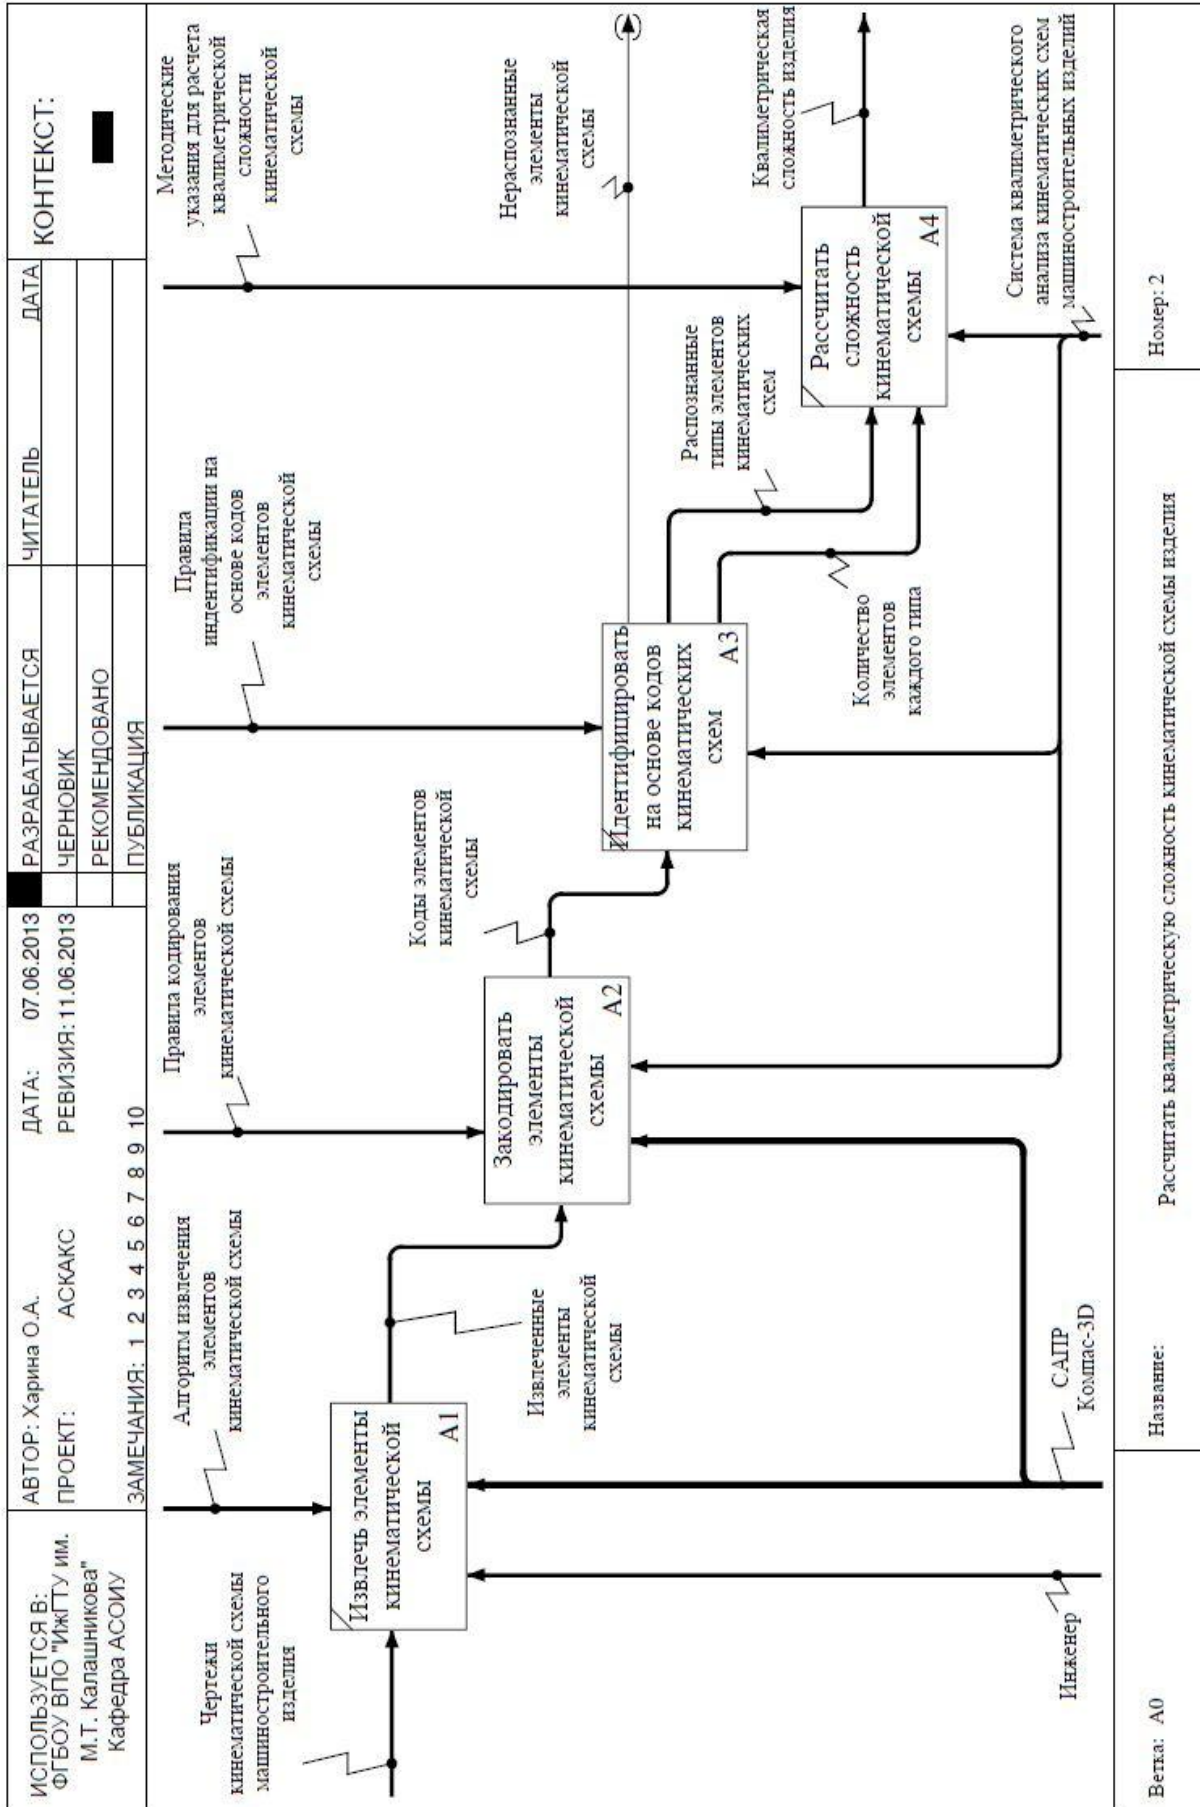 ИСПОЛЬЗУЕТСЯ В:
ФГБОУ ВПО "ИжГТУ им.
М.Т. Калашникова"
Кафедра АСОИУ
АВТОР: Харина О.А.
ДАТА: 07.06.2013
ПРОЕКТ: АСКАКС
РЕВИЗИЯ: 11.06.2013
ЗАМЕЧАНИЯ: 1 2 3 4 5 6 7 8 9 10
РАЗРАБАТЫВАЕТСЯ
ЧЕРНОВИК
РЕКОМЕНДОВАНО
ПУБЛИКАЦИЯ
ЧИТАТЕЛЬ
ДАТА
КОНТЕКСТ:
Чертежи
кинематической схемы
машиностроительного
изделия
Алгоритм извлечения
элементов
кинематической схемы
Правила кодирования
элементов
кинематической схемы
Правила
индентификации на
основе кодов
элементов
кинематической
схемы
Методические
указания для расчета
квалиметрической
сложности
кинематической
схемы
Извлечь элементы
кинематической
схемы
А1
Извлеченные
элементы
кинематической
схемы
Закодировать
элементы
кинематической
схемы
А2
Коды элементов
кинематической
схемы
Идентифицировать
на основе кодов
кинематических
схем
А3
Нераспознанные
элементы
кинематической
схемы
Распознанные
типы элементов
кинематических
схем
Количество
элементов
каждого типа
Рассчитать
сложность
кинематической
схемы
А4
Квалиметрическая
сложность изделия
Инженер
САПР
Компас-3D
Система квалиметрического
анализа кинематических схем
машиностроительных изделий
Ветка: А0
Название:
Рассчитать квалиметрическую сложность кинематической схемы изделия
Номер: 2